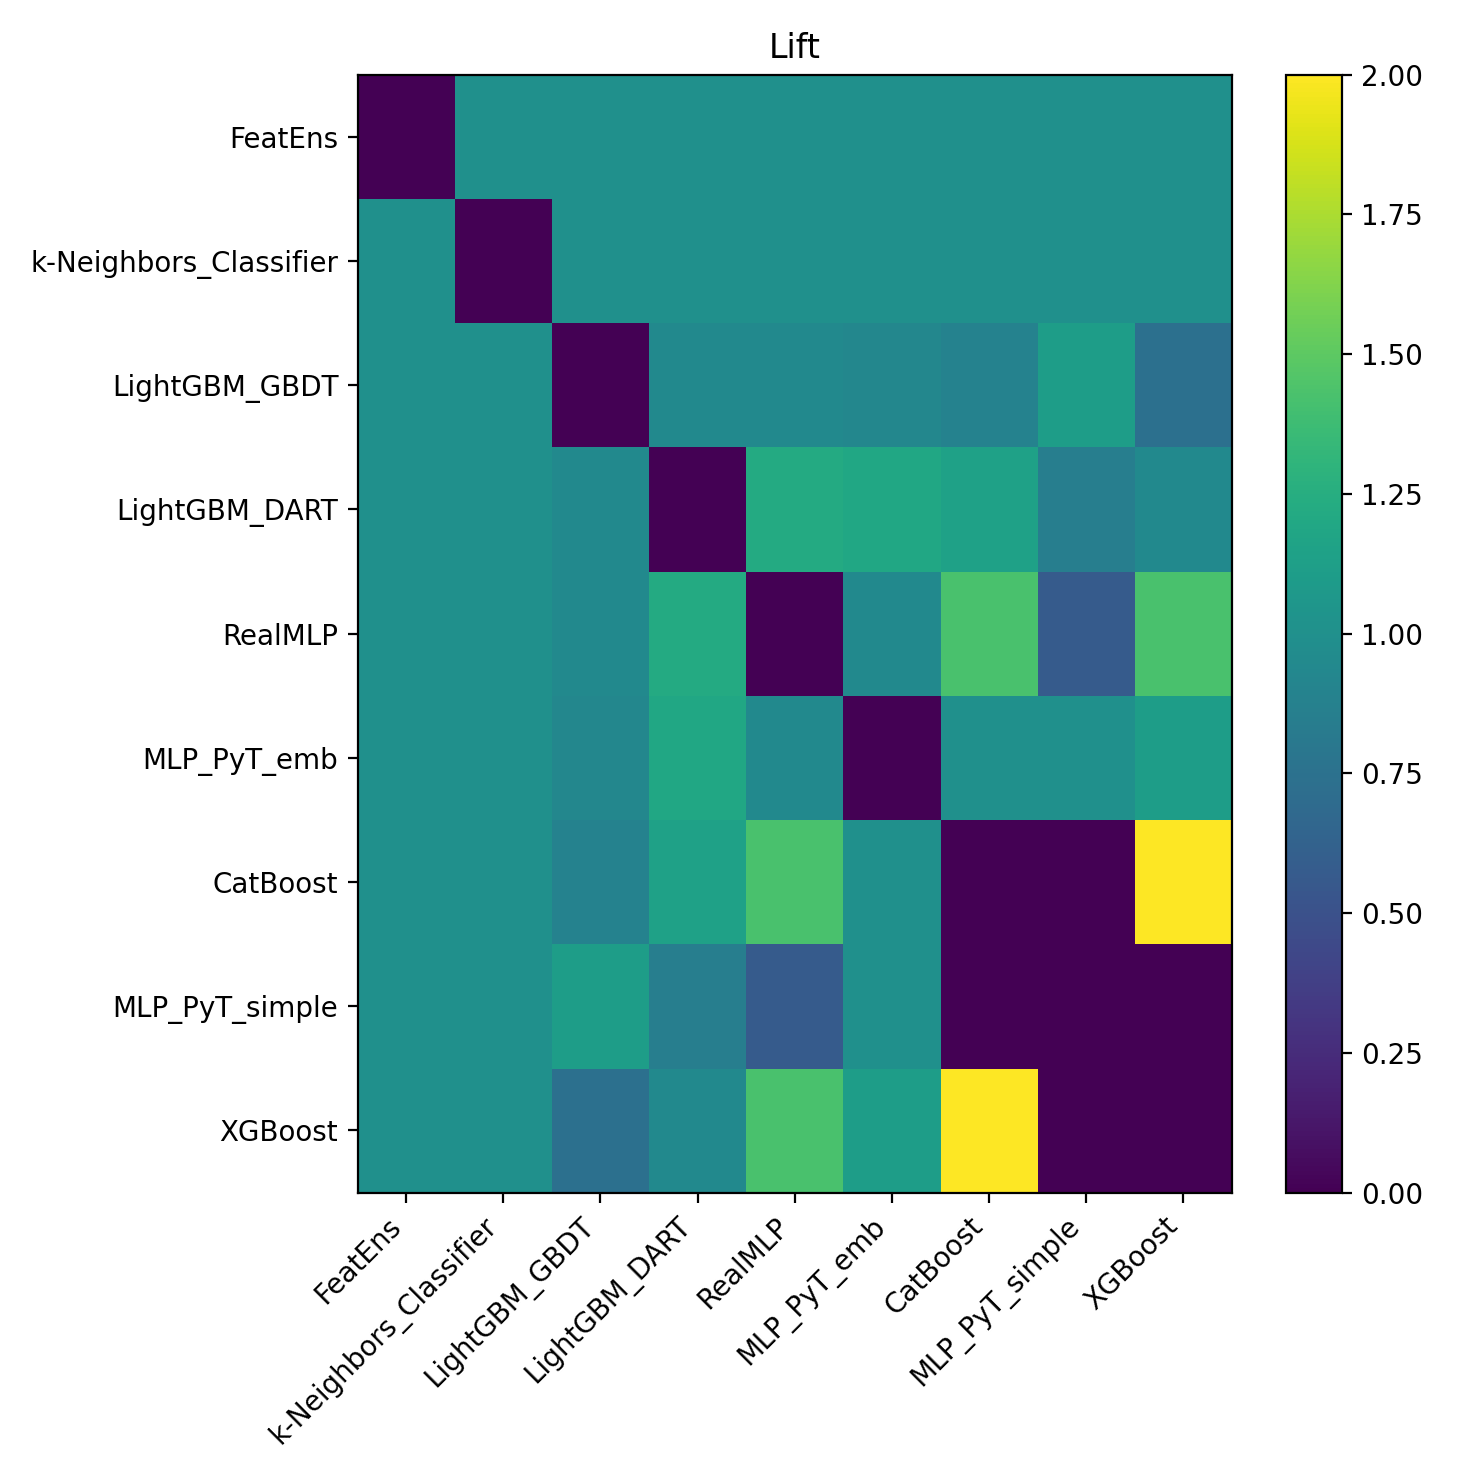 Lift
FeatEns
k-Neighbors_Classifier
LightGBM_GBDT
LightGBM_DART
RealMLP
MLP_PyT_emb
CatBoost
MLP_PyT_simple
XGBoost
FeatEns
k-Neighbors_Classifier
LightGBM_GBDT
LightGBM_DART
RealMLP
MLP_PyT_emb
CatBoost
MLP_PyT_simple
XGBoost
2.00
1.75
1.50
1.25
1.00
0.75
0.50
0.25
0.00